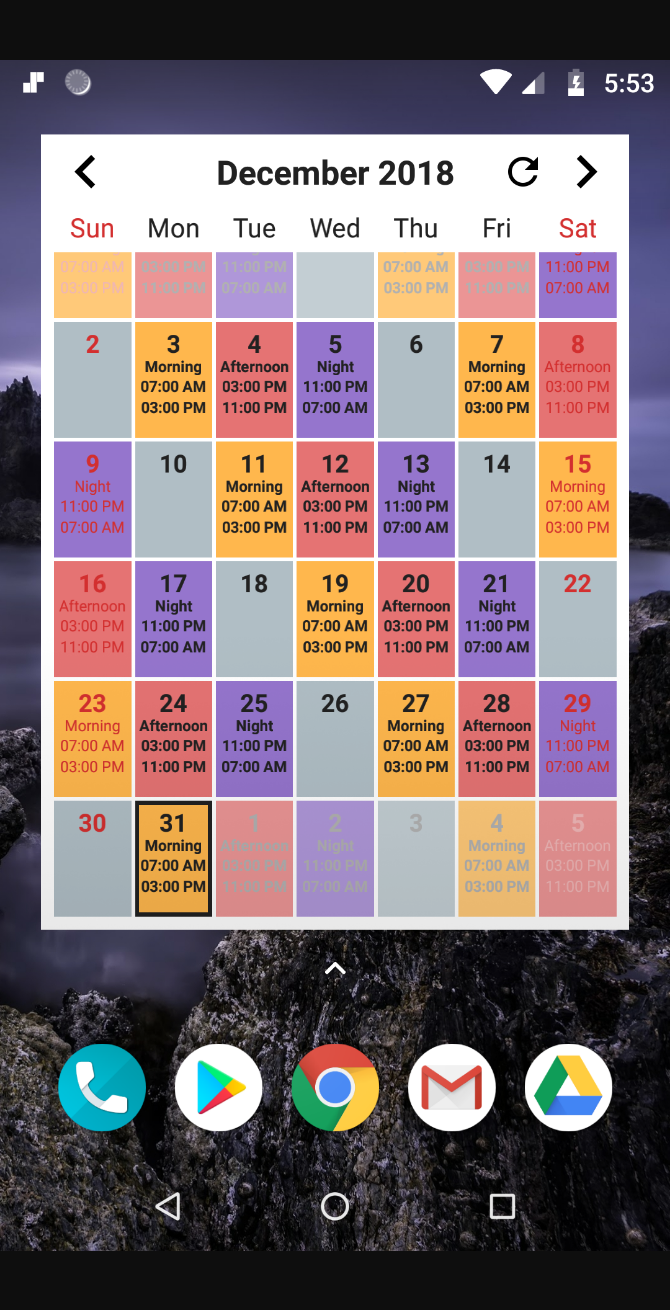 5:53
December 2018
Sun Mon Tue Wed Thu Fri Sat
07:00 AM 03:00 PM 11:00 PM 07:00 AM 03:00 PM 11:00 PM
03:00 PM 11:00 PM 07:00 AM 03:00 PM 11:00 PM 07:00 AM
2 3 4 5 6 7 8
Morning Afternoon Night Morning Afternoon
07:00 AM 03:00 PM 11:00 PM 07:00 AM 03:00 PM
03:00 PM 11:00 PM 07:00 AM 03:00 PM 11:00 PM
9 10 11 12 13 14 15
Night Morning Afternoon Night Morning
11:00 PM 07:00 AM 03:00 PM 11:00 PM 07:00 AM
07:00 AM 03:00 PM 11:00 PM 07:00 AM 03:00 PM
16 17 18 19 20 21 22
Afternoon Night Morning Afternoon Night
03:00 PM 11:00 PM 07:00 AM 03:00 PM 11:00 PM
11:00 PM 07:00 AM 03:00 PM 11:00 PM 07:00 AM
23 24 25 26 27 28 29
Morning Afternoon Night Morning Afternoon Night
07:00 AM 03:00 PM 11:00 PM 07:00 AM 03:00 PM 11:00 PM
03:00 PM 11:00 PM 07:00 AM 03:00 PM 11:00 PM 07:00 AM
30 31 1 2 3 4 5
Morning Afternoon Night Morning Afternoon
07:00 AM 03:00 PM 11:00 PM 07:00 AM 03:00 PM
03:00 PM 11:00 PM 07:00 AM 03:00 PM 11:00 PM